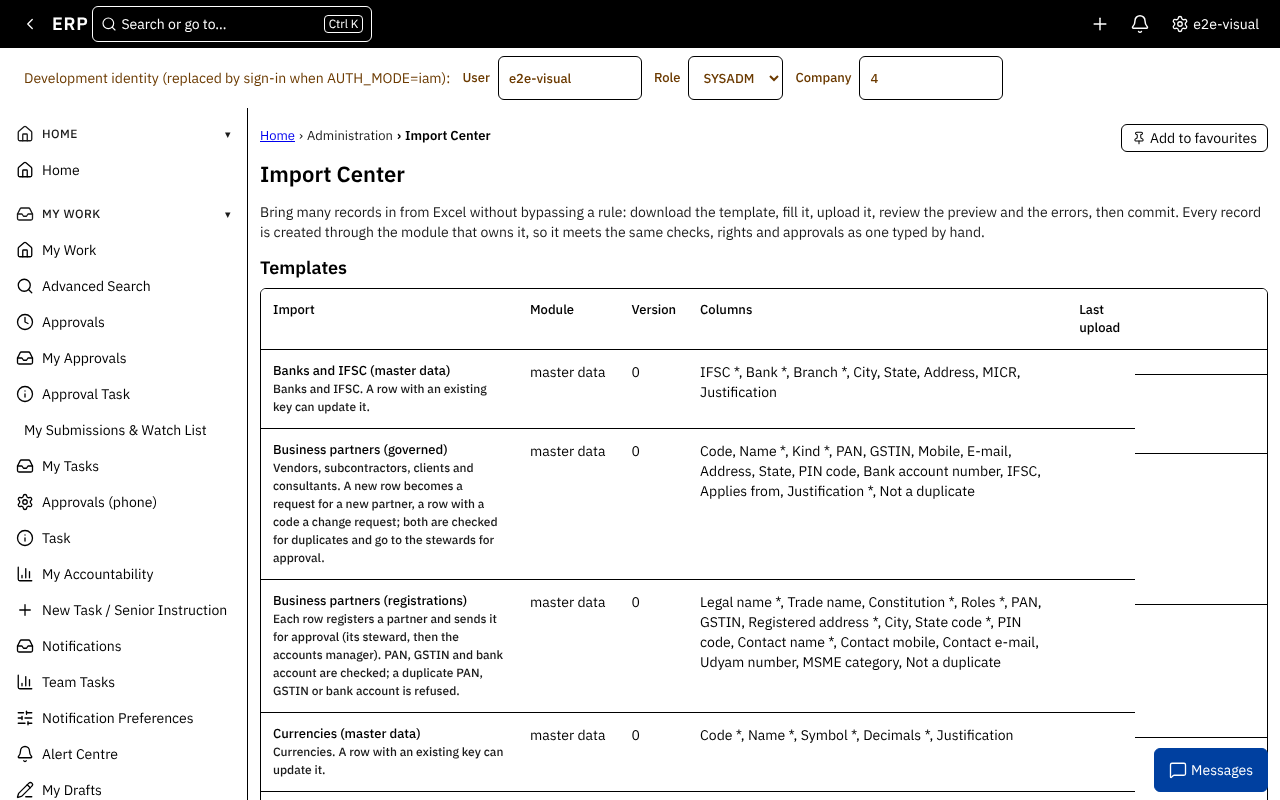 ERP
Search or go to...
Ctrl K
e2e-visual
Development identity (replaced by sign-in when AUTH_MODE=iam):
User
e2e-visual
Role
SYSADM
Company
4
HOME
Home
MY WORK
My Work
Advanced Search
Approvals
My Approvals
Approval Task
My Submissions & Watch List
My Tasks
Approvals (phone)
Task
My Accountability
New Task / Senior Instruction
Notifications
Team Tasks
Notification Preferences
Alert Centre
My Drafts
Home › Administration › Import Center
Add to favourites
Import Center
Bring many records in from Excel without bypassing a rule: download the template, fill it, upload it, review the preview and the errors, then commit. Every record
is created through the module that owns it, so it meets the same checks, rights and approvals as one typed by hand.
Templates
Import
Module
Version
Columns
Last
upload
Banks and IFSC (master data)
Banks and IFSC. A row with an existing
key can update it.
master data
0
IFSC *, Bank *, Branch *, City, State, Address, MICR,
Justification
Business partners (governed)
Vendors, subcontractors, clients and
consultants. A new row becomes a
request for a new partner, a row with a
code a change request; both are checked
for duplicates and go to the stewards for
approval.
master data
0
Code, Name *, Kind *, PAN, GSTIN, Mobile, E-mail,
Address, State, PIN code, Bank account number, IFSC,
Applies from, Justification *, Not a duplicate
Business partners (registrations)
Each row registers a partner and sends it
for approval (its steward, then the
accounts manager). PAN, GSTIN and bank
account are checked; a duplicate PAN,
GSTIN or bank account is refused.
master data
0
Legal name *, Trade name, Constitution *, Roles *, PAN,
GSTIN, Registered address *, City, State code *, PIN
code, Contact name *, Contact mobile, Contact e-mail,
Udyam number, MSME category, Not a duplicate
Currencies (master data)
Currencies. A row with an existing key can
update it.
master data
0
Code *, Name *, Symbol *, Decimals *, Justification
Messages